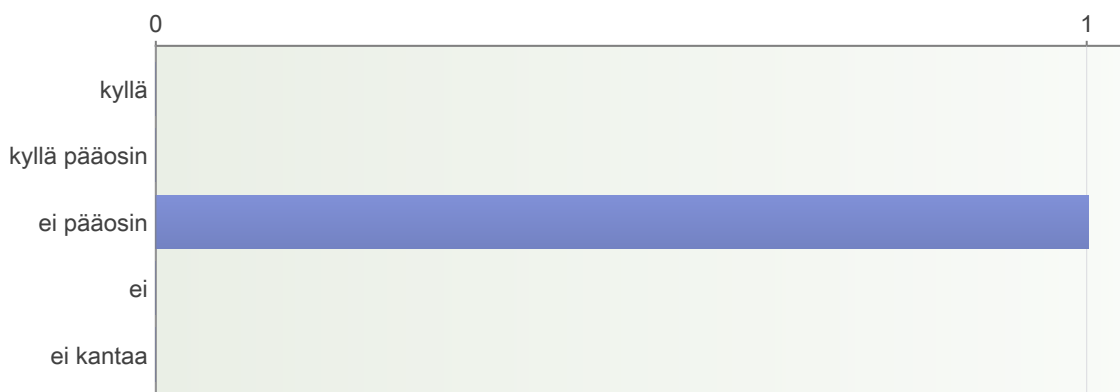 0 1
kyllä
kyllä pääosin
ei pääosin
ei
ei kantaa